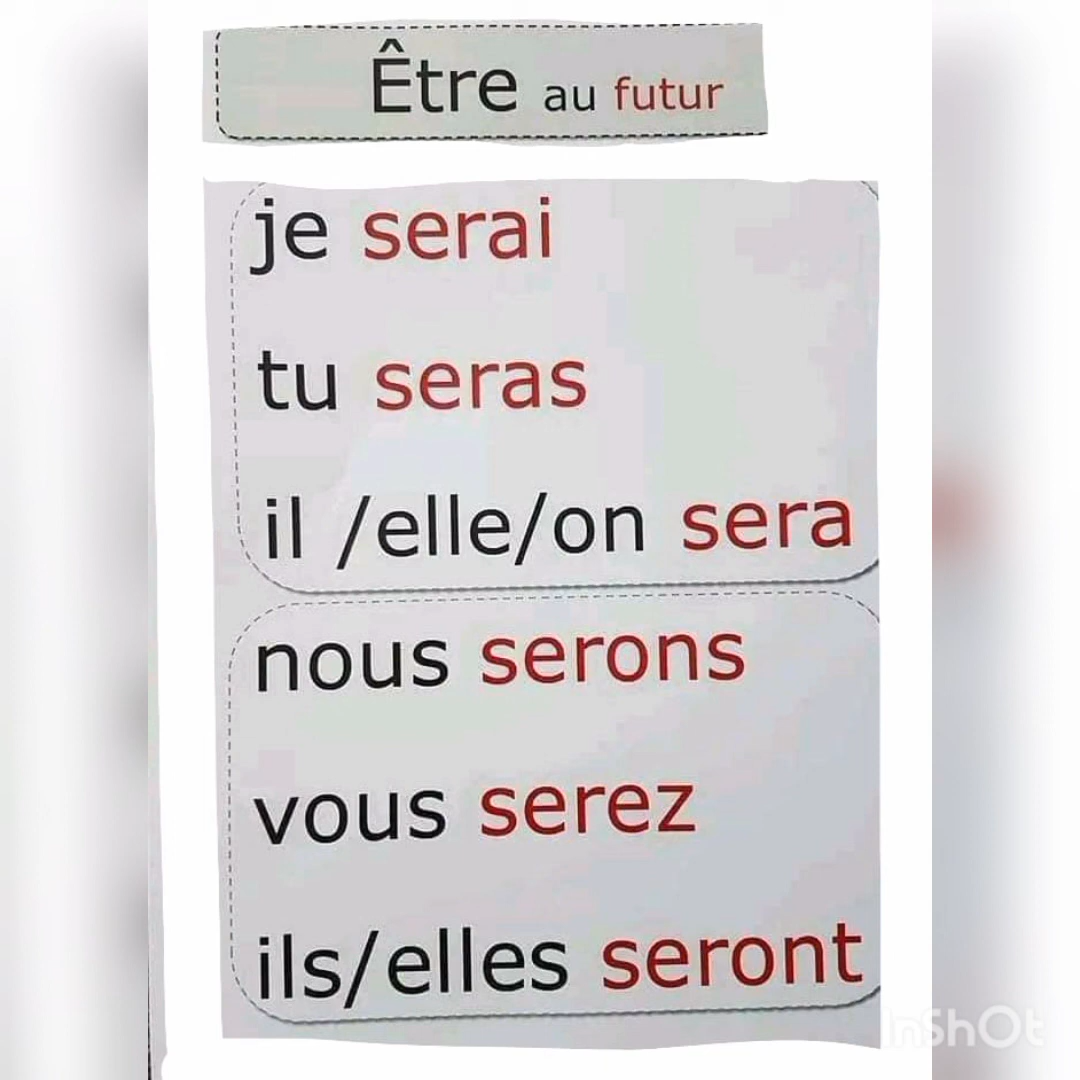 Être au futur
je serai
tu seras
il /elle/on sera
nous serons
vous serez
ils/elles seront
InShOt